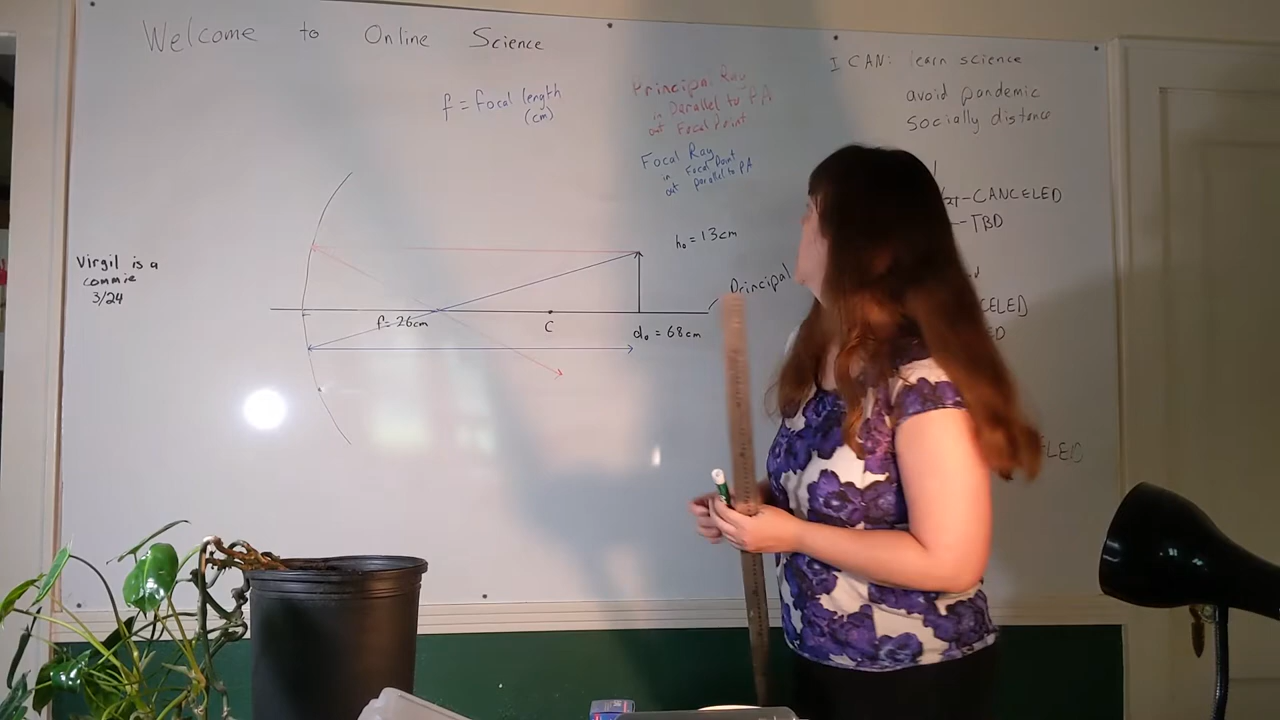 Welcome to Online Science
f = Focal length
(cm)
Principal Ray
in Parallel to PA
out Focal Point
Focal Ray
in Focal Point
out parallel to PA
I CAN: learn science
avoid pandemic
socially distance
-CANCELED
-TBD
CELED
ED
ELED
Virgil is a
commie
3/24
h₀ = 13cm
Principal
f = 26cm
C
d₀ = 68cm